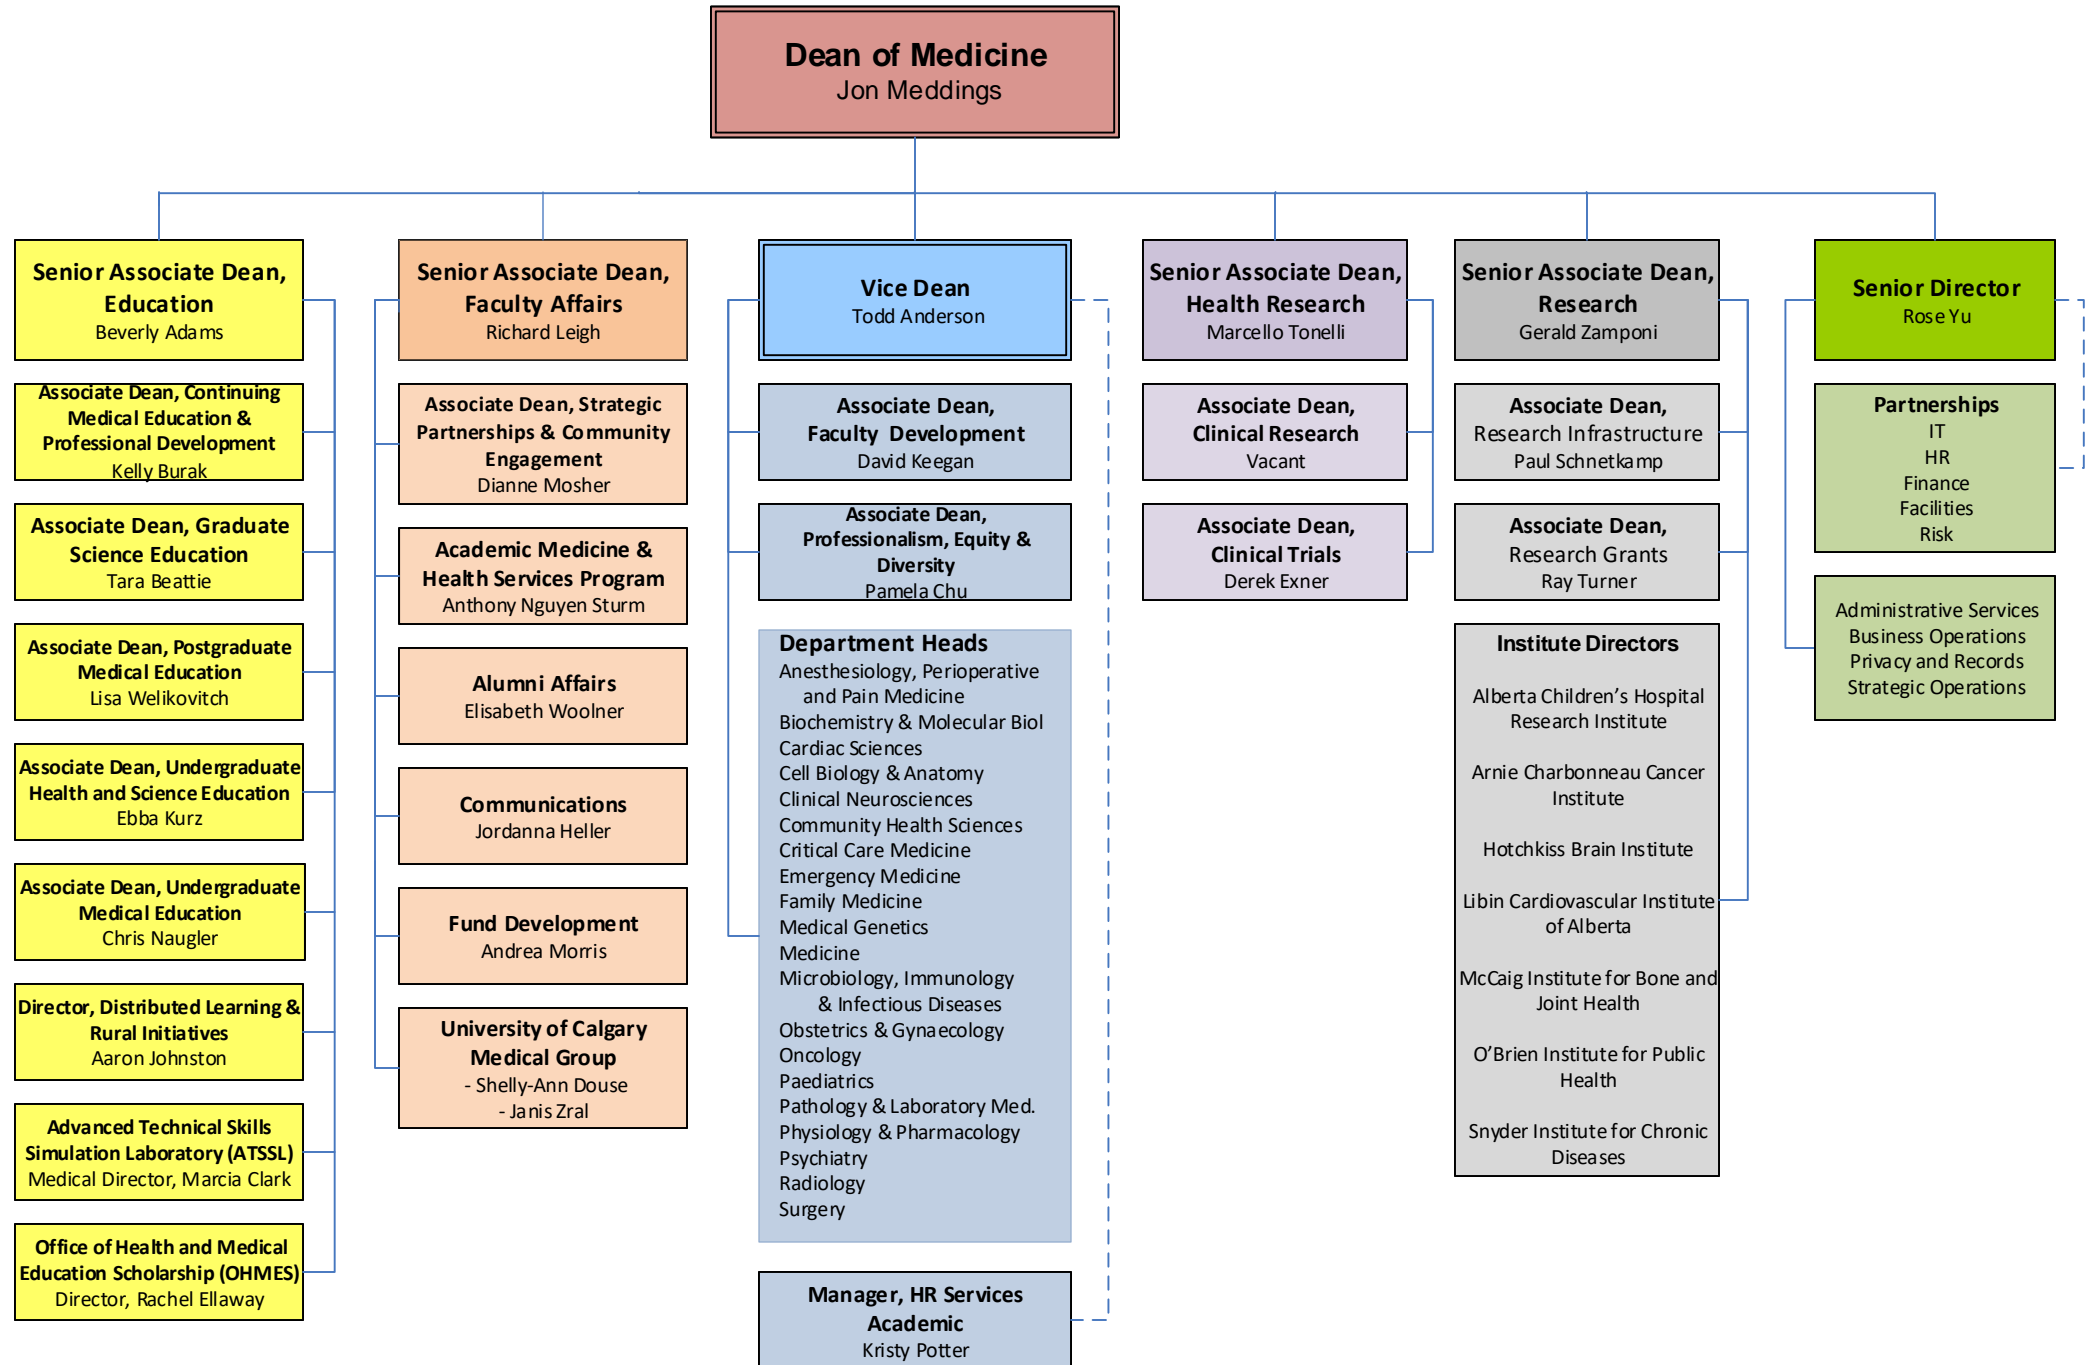 Dean of Medicine
Jon Meddings
Senior Associate Dean,
Education
Beverly Adams
Associate Dean, Continuing
Medical Education &
Professional Development
Kelly Burak
Associate Dean, Graduate
Science Education
Tara Beattie
Associate Dean, Postgraduate
Medical Education
Lisa Welikovitch
Associate Dean, Undergraduate
Health and Science Education
Ebba Kurz
Associate Dean, Undergraduate
Medical Education
Chris Naugler
Director, Distributed Learning &
Rural Initiatives
Aaron Johnston
Advanced Technical Skills
Simulation Laboratory (ATSSL)
Medical Director, Marcia Clark
Office of Health and Medical
Education Scholarship (OHMES)
Director, Rachel Ellaway
Senior Associate Dean,
Faculty Affairs
Richard Leigh
Associate Dean, Strategic
Partnerships & Community
Engagement
Dianne Mosher
Academic Medicine &
Health Services Program
Anthony Nguyen Sturm
Alumni Affairs
Elisabeth Woolner
Communications
Jordanna Heller
Fund Development
Andrea Morris
University of Calgary
Medical Group
- Shelly-Ann Douse
- Janis Zral
Vice Dean
Todd Anderson
Associate Dean,
Faculty Development
David Keegan
Associate Dean,
Professionalism, Equity &
Diversity
Pamela Chu
Department Heads
Anesthesiology, Perioperative
and Pain Medicine
Biochemistry & Molecular Biol
Cardiac Sciences
Cell Biology & Anatomy
Clinical Neurosciences
Community Health Sciences
Critical Care Medicine
Emergency Medicine
Family Medicine
Medical Genetics
Medicine
Microbiology, Immunology
& Infectious Diseases
Obstetrics & Gynaecology
Oncology
Paediatrics
Pathology & Laboratory Med.
Physiology & Pharmacology
Psychiatry
Radiology
Surgery
Manager, HR Services
Academic
Kristy Potter
Senior Associate Dean,
Health Research
Marcello Tonelli
Associate Dean,
Clinical Research
Vacant
Associate Dean,
Clinical Trials
Derek Exner
Senior Associate Dean,
Research
Gerald Zamponi
Associate Dean,
Research Infrastructure
Paul Schnetkamp
Associate Dean,
Research Grants
Ray Turner
Institute Directors
Alberta Children’s Hospital
Research Institute
Arnie Charbonneau Cancer
Institute
Hotchkiss Brain Institute
Libin Cardiovascular Institute
of Alberta
McCaig Institute for Bone and
Joint Health
O’Brien Institute for Public
Health
Snyder Institute for Chronic
Diseases
Senior Director
Rose Yu
Partnerships
IT
HR
Finance
Facilities
Risk
Administrative Services
Business Operations
Privacy and Records
Strategic Operations